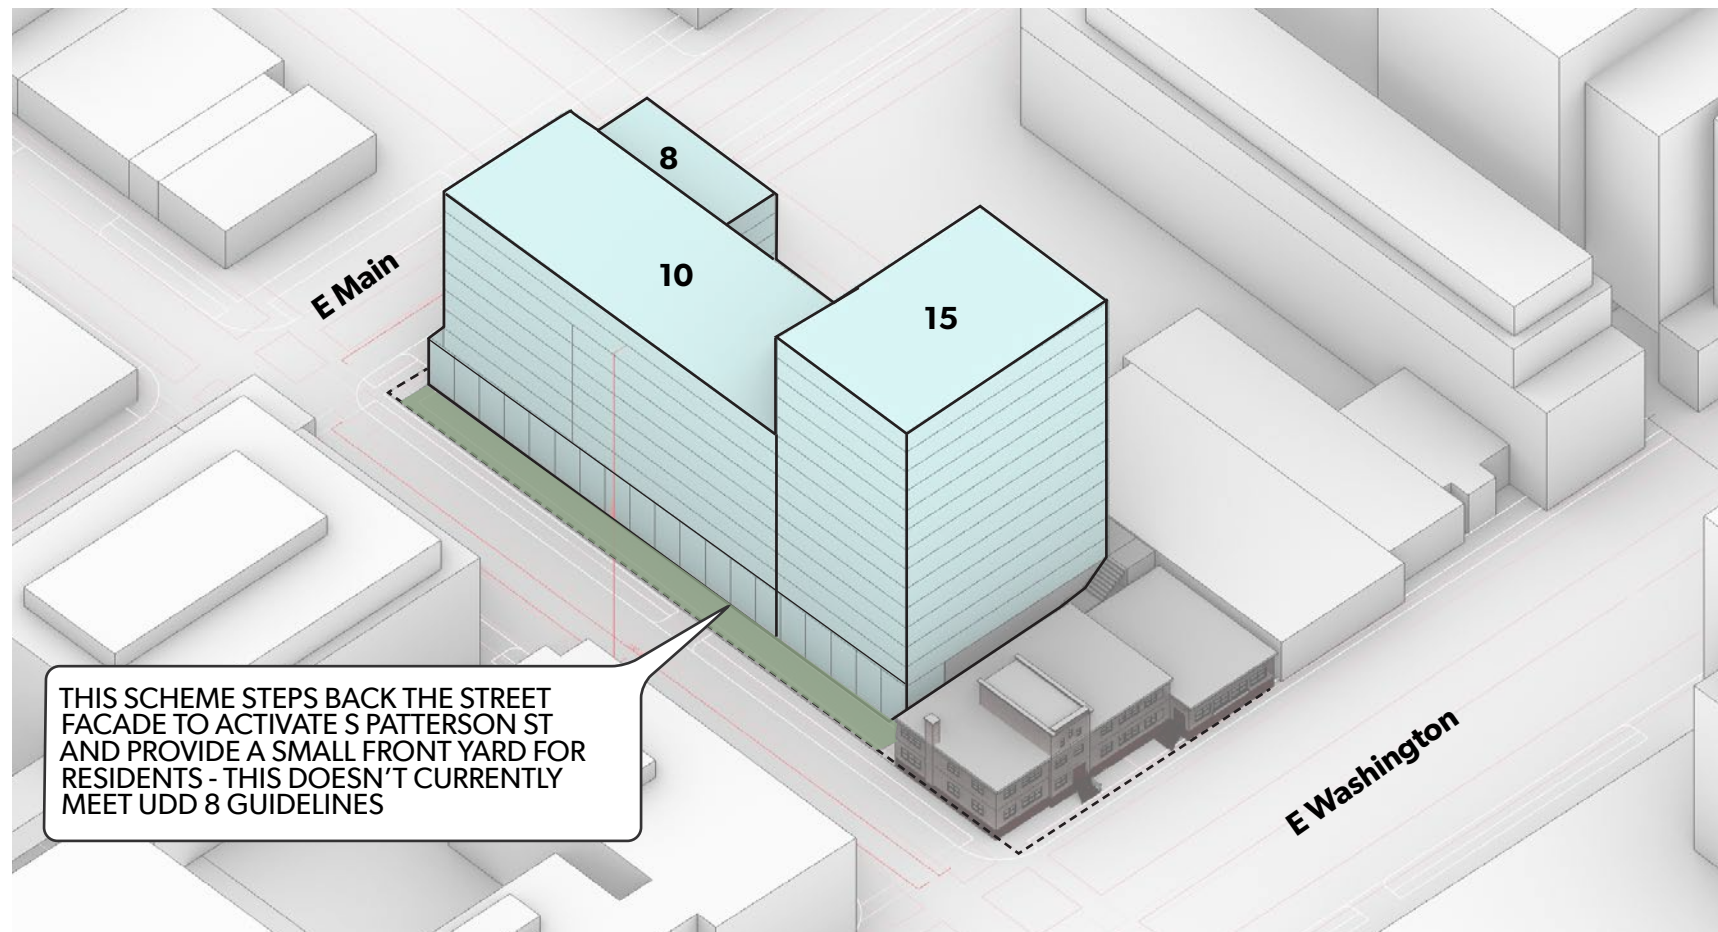 8
10
15
E Main
THIS SCHEME STEPS BACK THE STREET
FACADE TO ACTIVATE S PATTERSON ST
AND PROVIDE A SMALL FRONT YARD FOR
RESIDENTS - THIS DOESN'T CURRENTLY
MEET UDD 8 GUIDELINES
E Washington